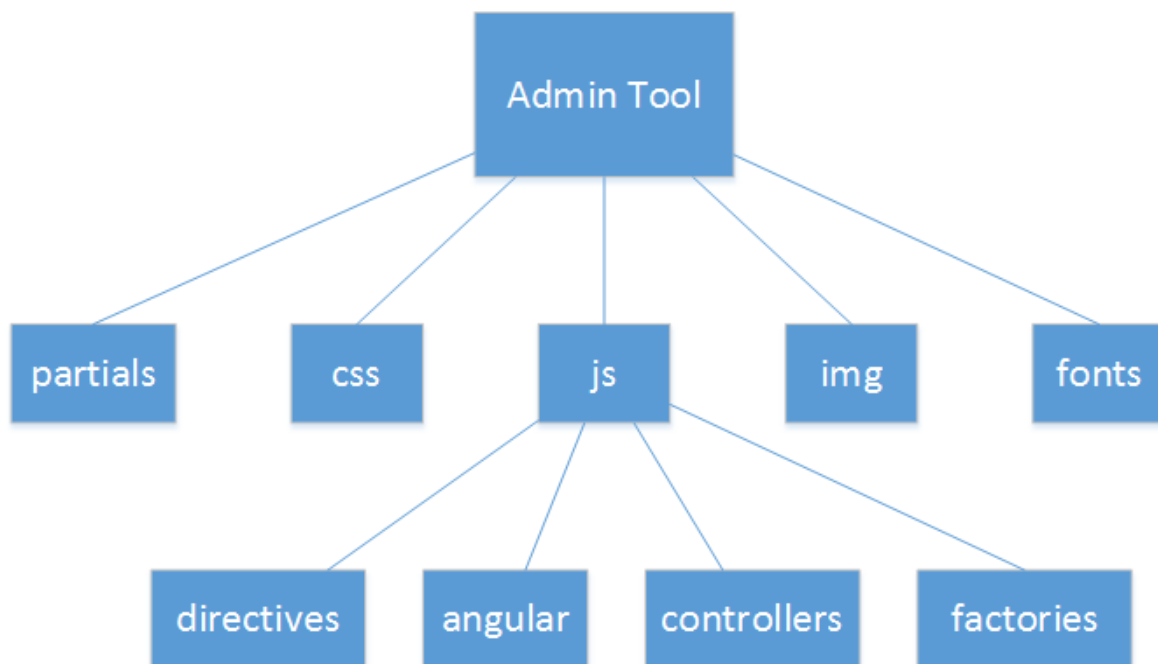 Admin Tool
partials
css
js
img
fonts
directives
angular
controllers
factories